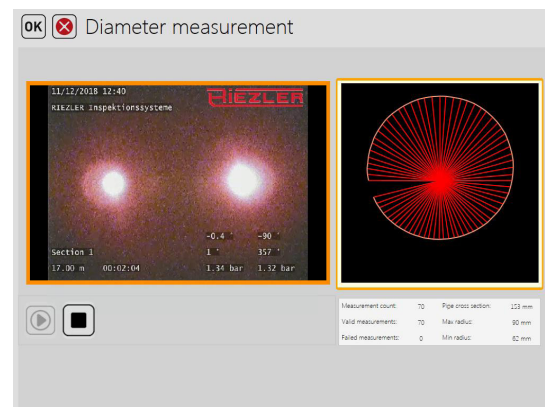 OK Diameter measurement
11/12/2018 12:40
RIEZLER
RIEZLER Inspektionssysteme
-0.4 ° -90 °
Section 1 1 ° 357 °
17.00 m 00:02:04 1.34 bar 1.32 bar
Measurement count: 70 Pipe cross section: 153 mm
Valid measurements: 70 Max radius: 90 mm
Failed measurements: 0 Min radius: 62 mm